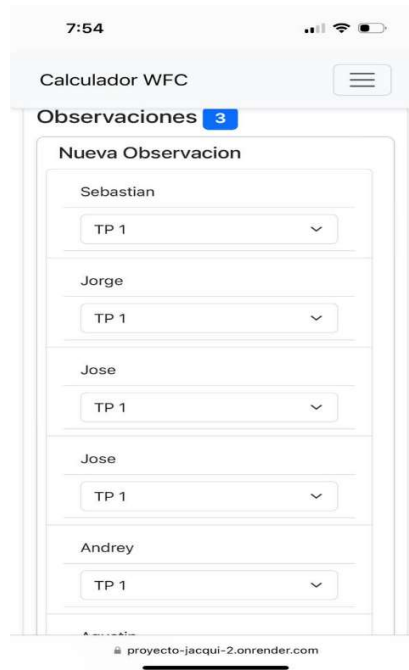 7:54
Calculador WFC
Observaciones 3
Nueva Observacion
Sebastian
TP 1
Jorge
TP 1
Jose
TP 1
Jose
TP 1
Andrey
TP 1
proyecto-jacqui-2.onrender.com